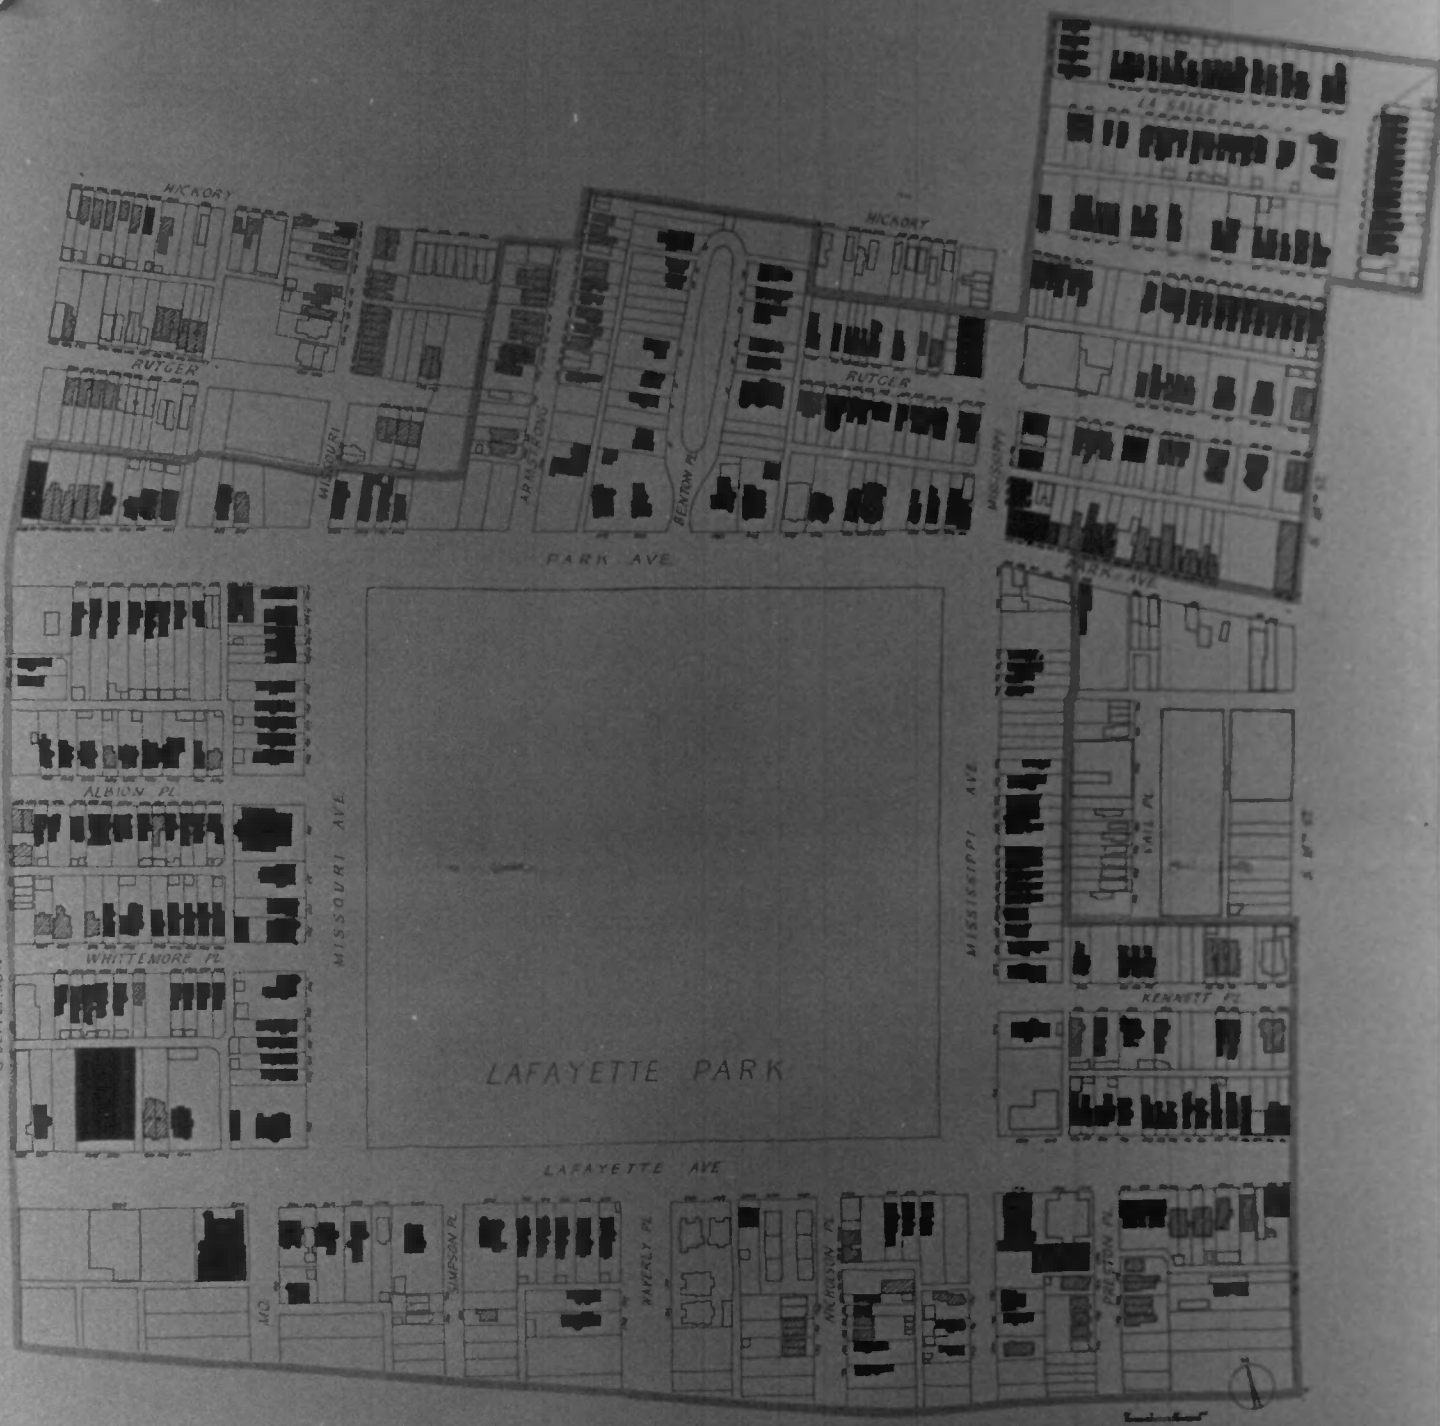 LA SALLE
HICKORY
HICKORY
RUTGER
RUTGER
MISSOURI
ARMSTRONG
BENTON PL
MISSISSIPPI
PARK AVE
PARK AVE
ALBION PL
MISSOURI AVE
MISSISSIPPI AVE
WHITTEMORE PL
KENNETT PL
LAFAYETTE PARK
LAFAYETTE AVE
MO
SIMPSON PL
WAVERLY PL
NICHOLSON PL
PRESTON PL